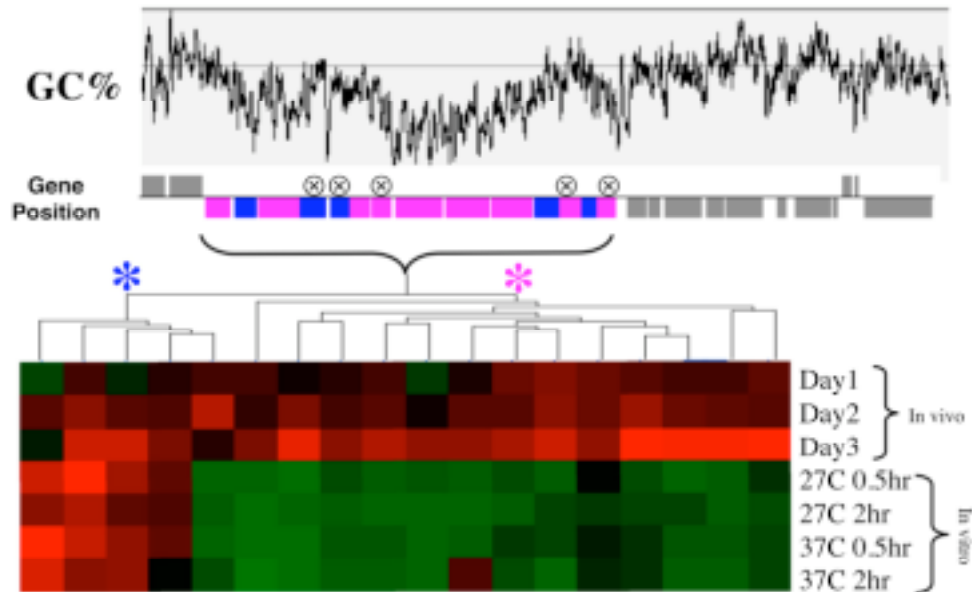 GC%
Gene
Position
Day1
Day2
Day3
In vivo
27C 0.5hr
27C 2hr
37C 0.5hr
37C 2hr
In vitro